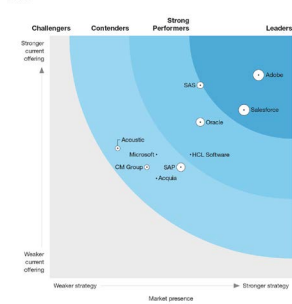 Challengers Contenders Strong Performers Leaders
Stronger current offering
Adobe
SAS
Salesforce
Oracle
Acoustic
Microsoft
HCL Software
CM Group
SAP
Acquia
Weaker current offering
Weaker strategy
Stronger strategy
Market presence